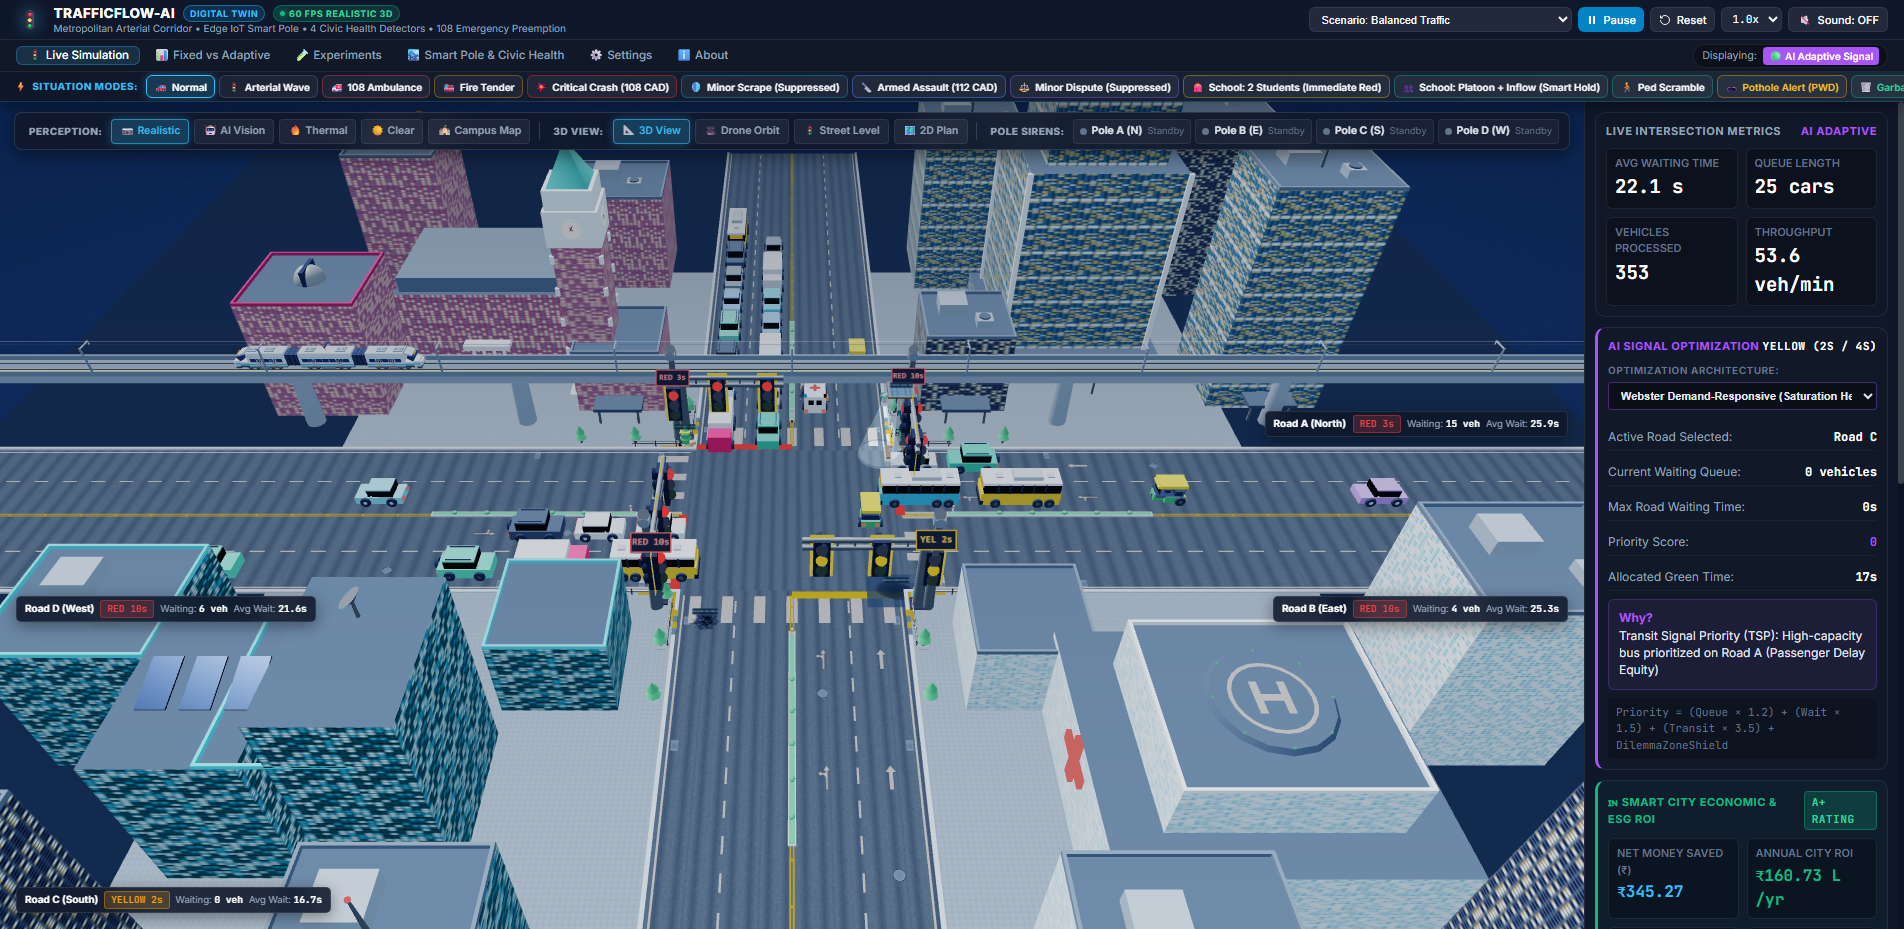 TRAFFICFLOW-AI DIGITAL TWIN 60 FPS REALISTIC 3D
Metropolitan Arterial Corridor • Edge IoT Smart Pole • 4 Civic Health Detectors • 108 Emergency Preemption
Scenario: Balanced Traffic Pause Reset 1.0x Sound: OFF
Live Simulation Fixed vs Adaptive Experiments Smart Pole & Civic Health Settings About
Displaying: AI Adaptive Signal
SITUATION MODES: Normal Arterial Wave 108 Ambulance Fire Tender Critical Crash (108 CAD) Minor Scrape (Suppressed) Armed Assault (112 CAD) Minor Dispute (Suppressed) School: 2 Students (Immediate Red) School: Platoon + Inflow (Smart Hold) Ped Scramble Pothole Alert (PWD) Garba
PERCEPTION: Realistic AI Vision Thermal Clear Campus Map 3D VIEW: 3D View Drone Orbit Street Level 2D Plan POLE SIRENS: Pole A (N) Standby Pole B (E) Standby Pole C (S) Standby Pole D (W) Standby
RED 3s
RED 10s
Road A (North) RED 3s Waiting: 15 veh Avg Wait: 25.9s
RED 10s
YEL 2s
Road D (West) RED 10s Waiting: 6 veh Avg Wait: 21.6s
Road B (East) RED 10s Waiting: 4 veh Avg Wait: 25.3s
H
Road C (South) YELLOW 2s Waiting: 0 veh Avg Wait: 16.7s
LIVE INTERSECTION METRICS AI ADAPTIVE
AVG WAITING TIME
22.1 s
QUEUE LENGTH
25 cars
VEHICLES
PROCESSED
353
THROUGHPUT
53.6
veh/min
AI SIGNAL OPTIMIZATION YELLOW (2S / 4S)
OPTIMIZATION ARCHITECTURE:
Webster Demand-Responsive (Saturation He
Active Road Selected: Road C
Current Waiting Queue: 0 vehicles
Max Road Waiting Time: 0s
Priority Score: 0
Allocated Green Time: 17s
Why?
Transit Signal Priority (TSP): High-capacity
bus prioritized on Road A (Passenger Delay
Equity)
Priority = (Queue × 1.2) + (Wait ×
1.5) + (Transit × 3.5) +
DilemmaZoneShield
IN SMART CITY ECONOMIC &
ESG ROI
A+
RATING
NET MONEY SAVED
(₹)
₹345.27
ANNUAL CITY ROI
₹160.73 L
/yr